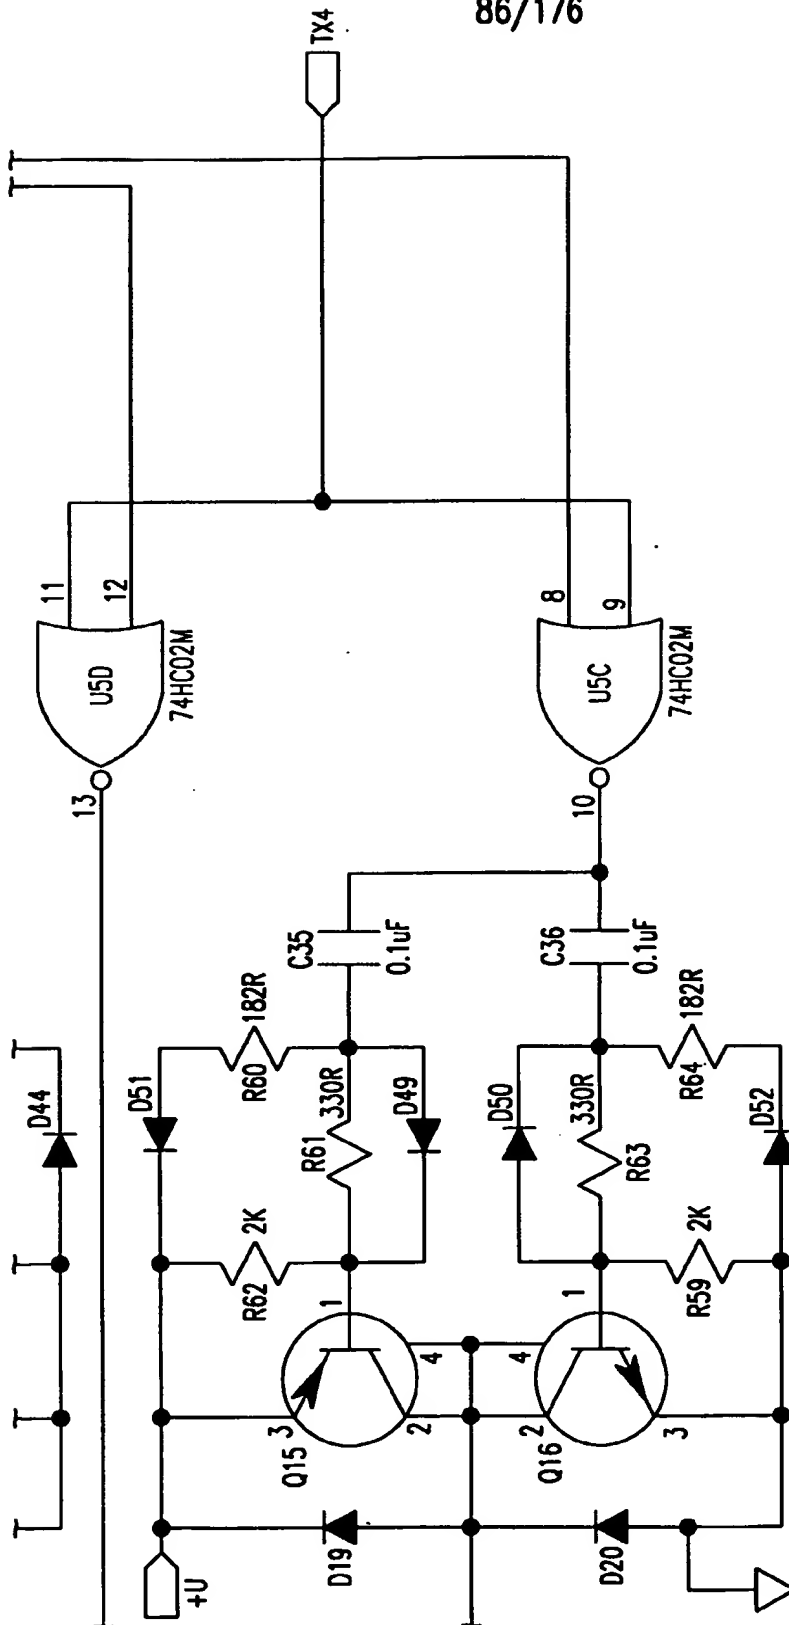 86/176
TX4
11
12
8
9
U5D
74HC02M
U5C
74HC02M
13
10
C35
0.1uF
C36
0.1uF
D44
D51
182R
R60
330R
R61
D49
D50
330R
R63
182R
R64
D52
2K
R62
2K
R59
1
1
4
4
3
2
2
3
Q15
Q16
D19
D20
+U